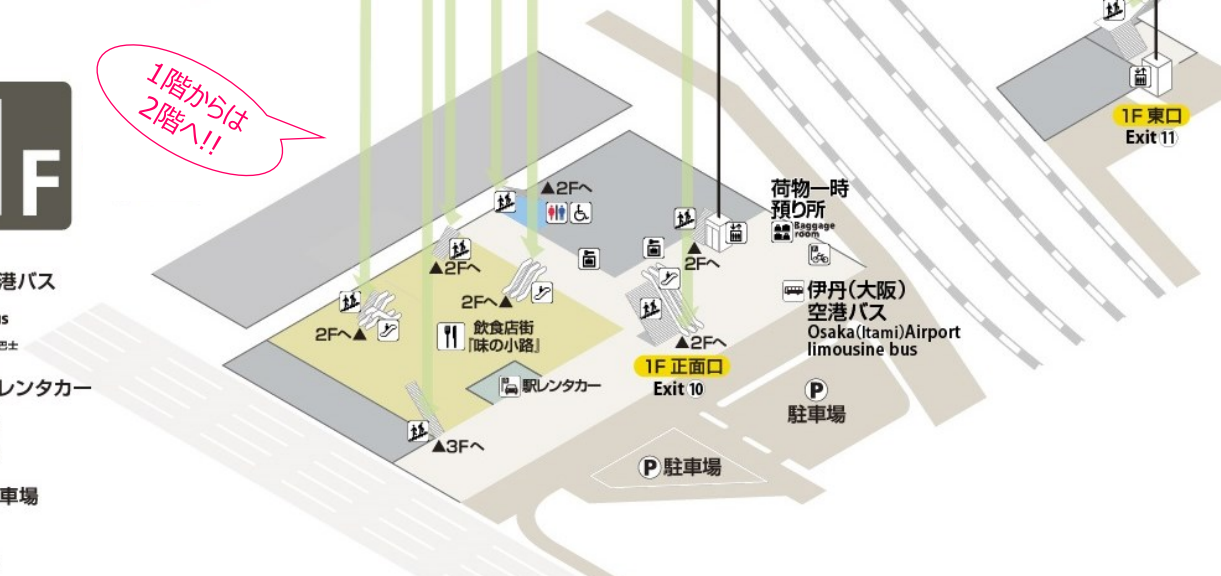 1階からは
2階へ!!
F
港バス
us
巴士
レンタカー
車場
▲2Fへ
▲2Fへ
2Fへ▲
2Fへ▲
飲食店街
『味の小路』
駅レンタカー
▲3Fへ
▲
2Fへ
▲2Fへ
1F 正面口
Exit 10
荷物一時
預り所
Baggage
room
伊丹(大阪)
空港バス
Osaka(Itami)Airport
limousine bus
P
駐車場
P 駐車場
1F 東口
Exit 11